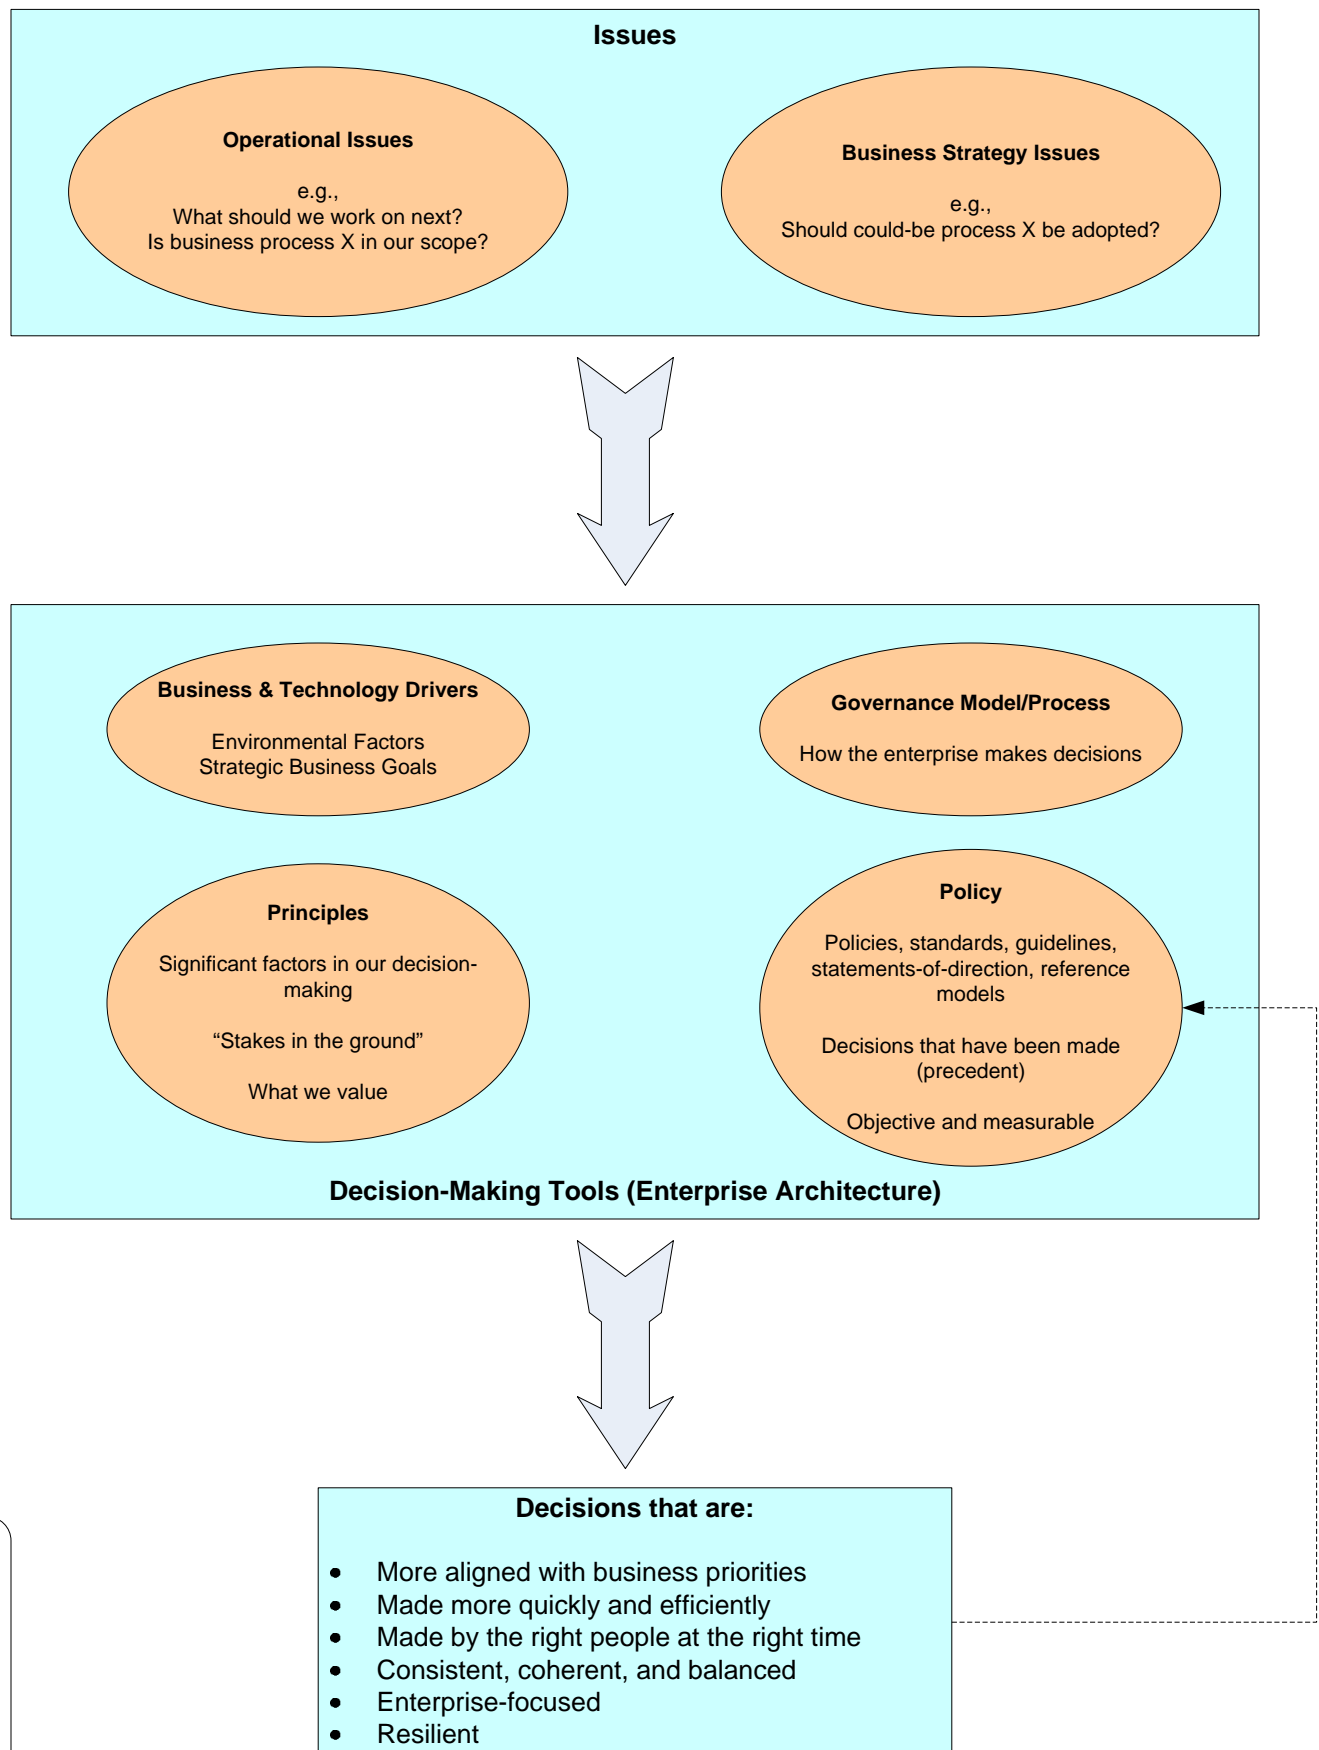 Issues
Operational Issues
e.g.,
What should we work on next?
Is business process X in our scope?
Business Strategy Issues
e.g.,
Should could-be process X be adopted?
Business & Technology Drivers
Environmental Factors
Strategic Business Goals
Governance Model/Process
How the enterprise makes decisions
Principles
Significant factors in our decision-
making
“Stakes in the ground”
What we value
Policy
Policies, standards, guidelines,
statements-of-direction, reference
models
Decisions that have been made
(precedent)
Objective and measurable
Decision-Making Tools (Enterprise Architecture)
Decisions that are:
• More aligned with business priorities
• Made more quickly and efficiently
• Made by the right people at the right time
• Consistent, coherent, and balanced
• Enterprise-focused
• Resilient